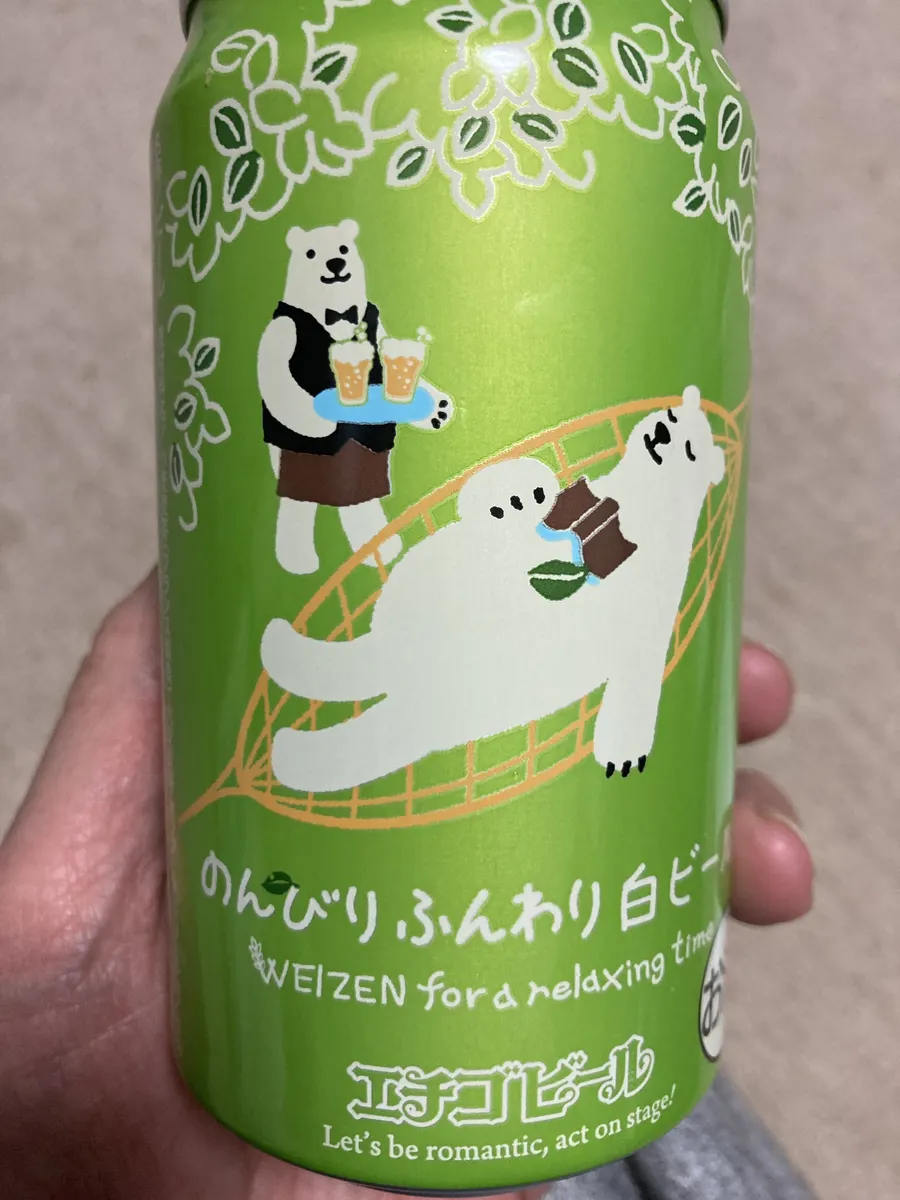 のんびりふんわり白ビー
WEIZEN for a relaxing time
お
エチゴビール
Let's be romantic, act on stage!